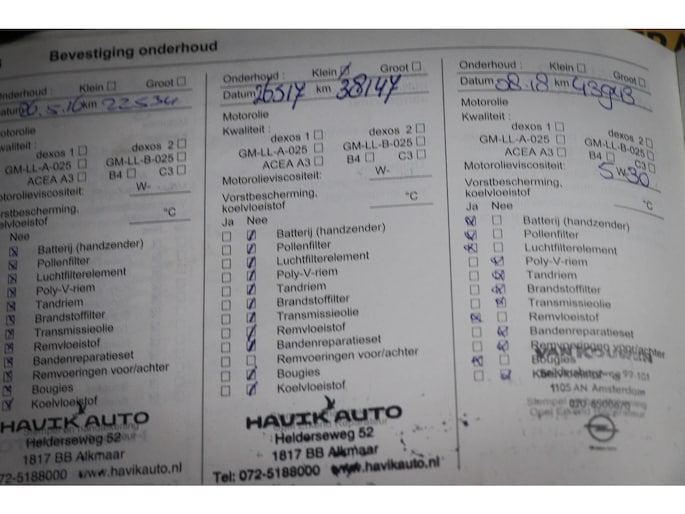 Bevestiging onderhoud
Onderhoud : Klein Groot
Datum 26.5.16 km 22534
Motorolie
Kwaliteit :
dexos 1 dexos 2
GM-LL-A-025 GM-LL-B-025
ACEA A3 B4 C3
Motorolieviscositeit: W-
Vorstbescherming,
koelvloeistof °C
Nee
Batterij (handzender)
Pollenfilter
Luchtfilterelement
Poly-V-riem
Tandriem
Brandstoffilter
Transmissieolie
Remvloeistof
Bandenreparatieset
Remvoeringen voor/achter
Bougies
Koelvloeistof
HAVIK AUTO
Helderseweg 52
1817 BB Alkmaar
72-5188000 www.havikauto.nl
Onderhoud : Klein Groot
Datum 26517 km 38147
Motorolie
Kwaliteit :
dexos 1 dexos 2
GM-LL-A-025 GM-LL-B-025
ACEA A3 B4 C3
Motorolieviscositeit: W-
Vorstbescherming,
koelvloeistof °C
Ja Nee
Batterij (handzender)
Pollenfilter
Luchtfilterelement
Poly-V-riem
Tandriem
Brandstoffilter
Transmissieolie
Remvloeistof
Bandenreparatieset
Remvoeringen voor/achter
Bougies
Koelvloeistof
HAVIK AUTO
Helderseweg 52
1817 BB Alkmaar
Tel: 072-5188000 www.havikauto.nl
Onderhoud : Klein Groot
Datum 08.18 km
Motorolie
Kwaliteit :
dexos 1 dexos 2
GM-LL-A-025 GM-LL-B-025
ACEA A3 B4 C3
Motorolieviscositeit: 5 W-30
Vorstbescherming,
koelvloeistof °C
Ja Nee
Batterij (handzender)
Pollenfilter
Luchtfilterelement
Poly-V-riem
Tandriem
Brandstoffilter
Transmissieolie
Remvloeistof
Bandenreparatieset
Remvoeringen voor/achter
Bougies
Koelvloeistof
1105 AN Amsterdam